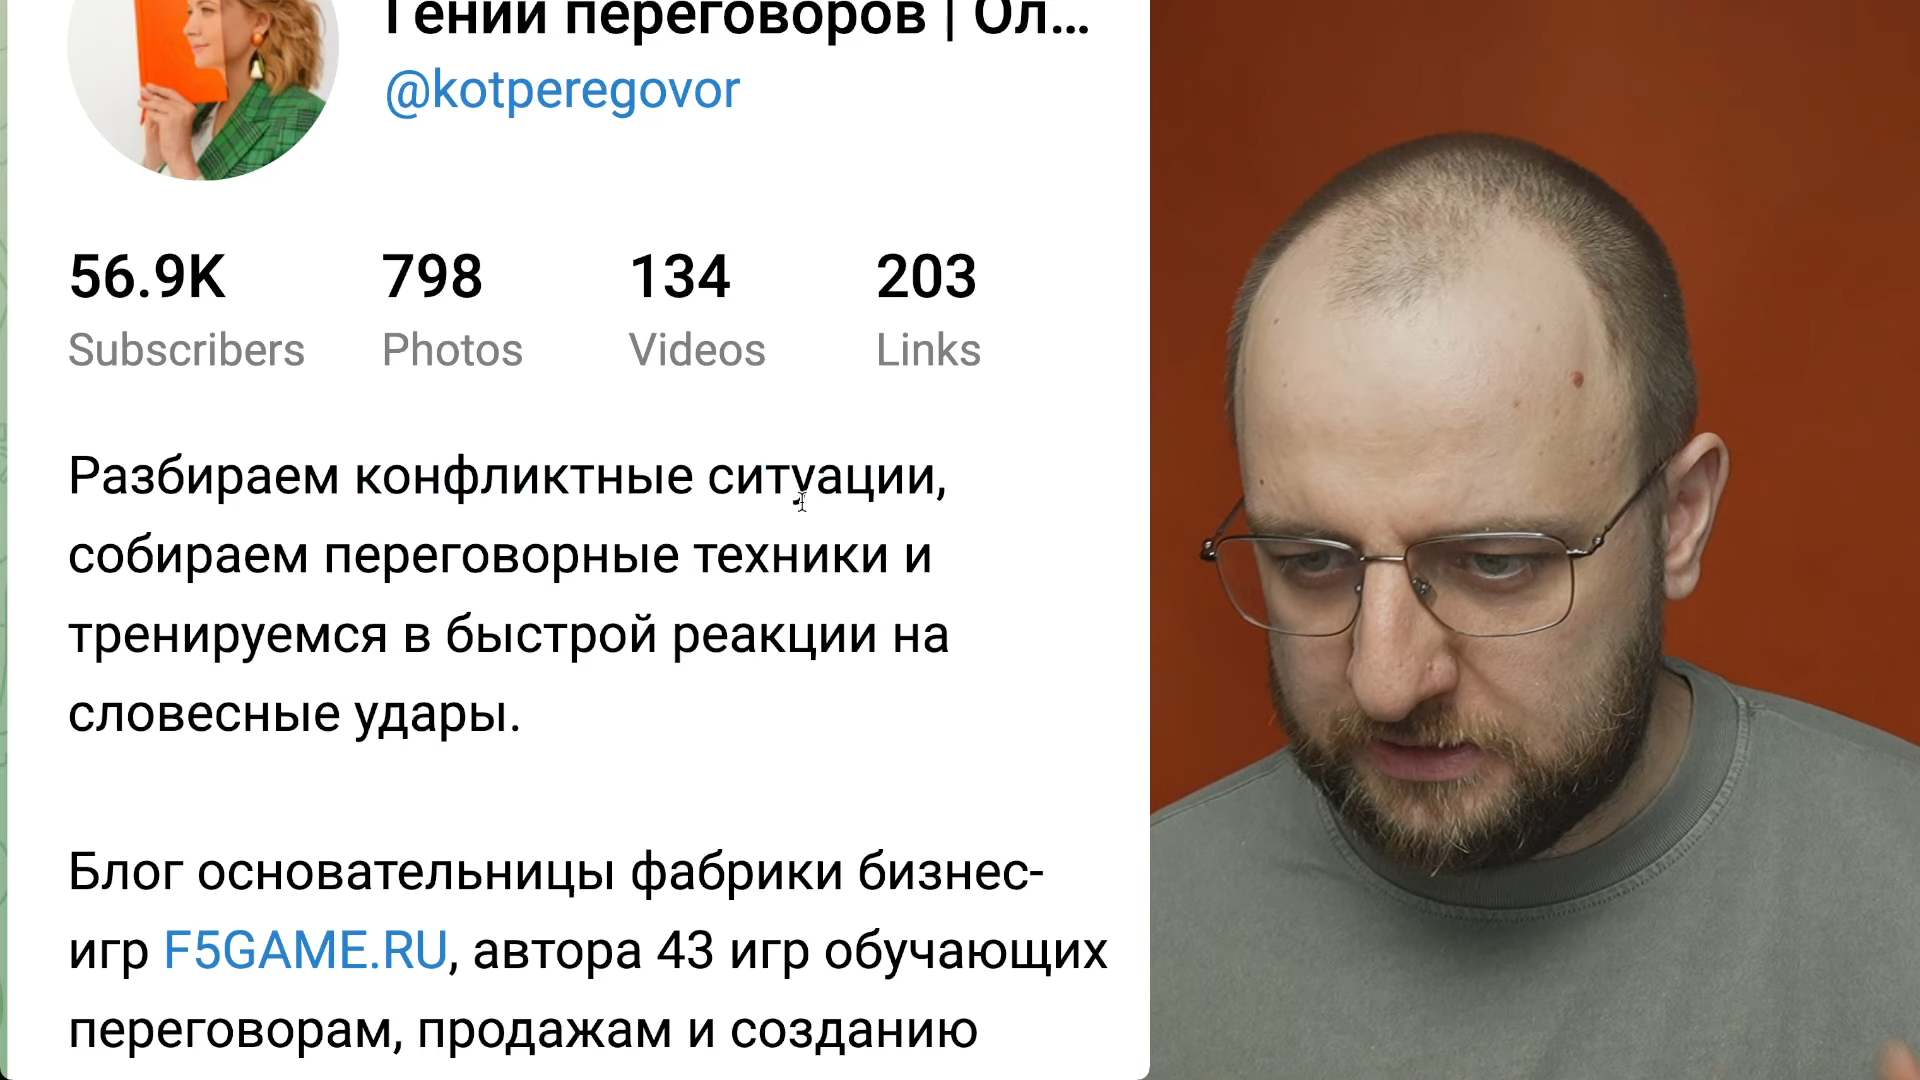 Гений переговоров | Ол...
@kotperegovor
56.9K 798 134 203
Subscribers Photos Videos Links
Разбираем конфликтные ситуации,
собираем переговорные техники и
тренируемся в быстрой реакции на
словесные удары.
Блог основательницы фабрики бизнес-
игр F5GAME.RU, автора 43 игр обучающих
переговорам, продажам и созданию